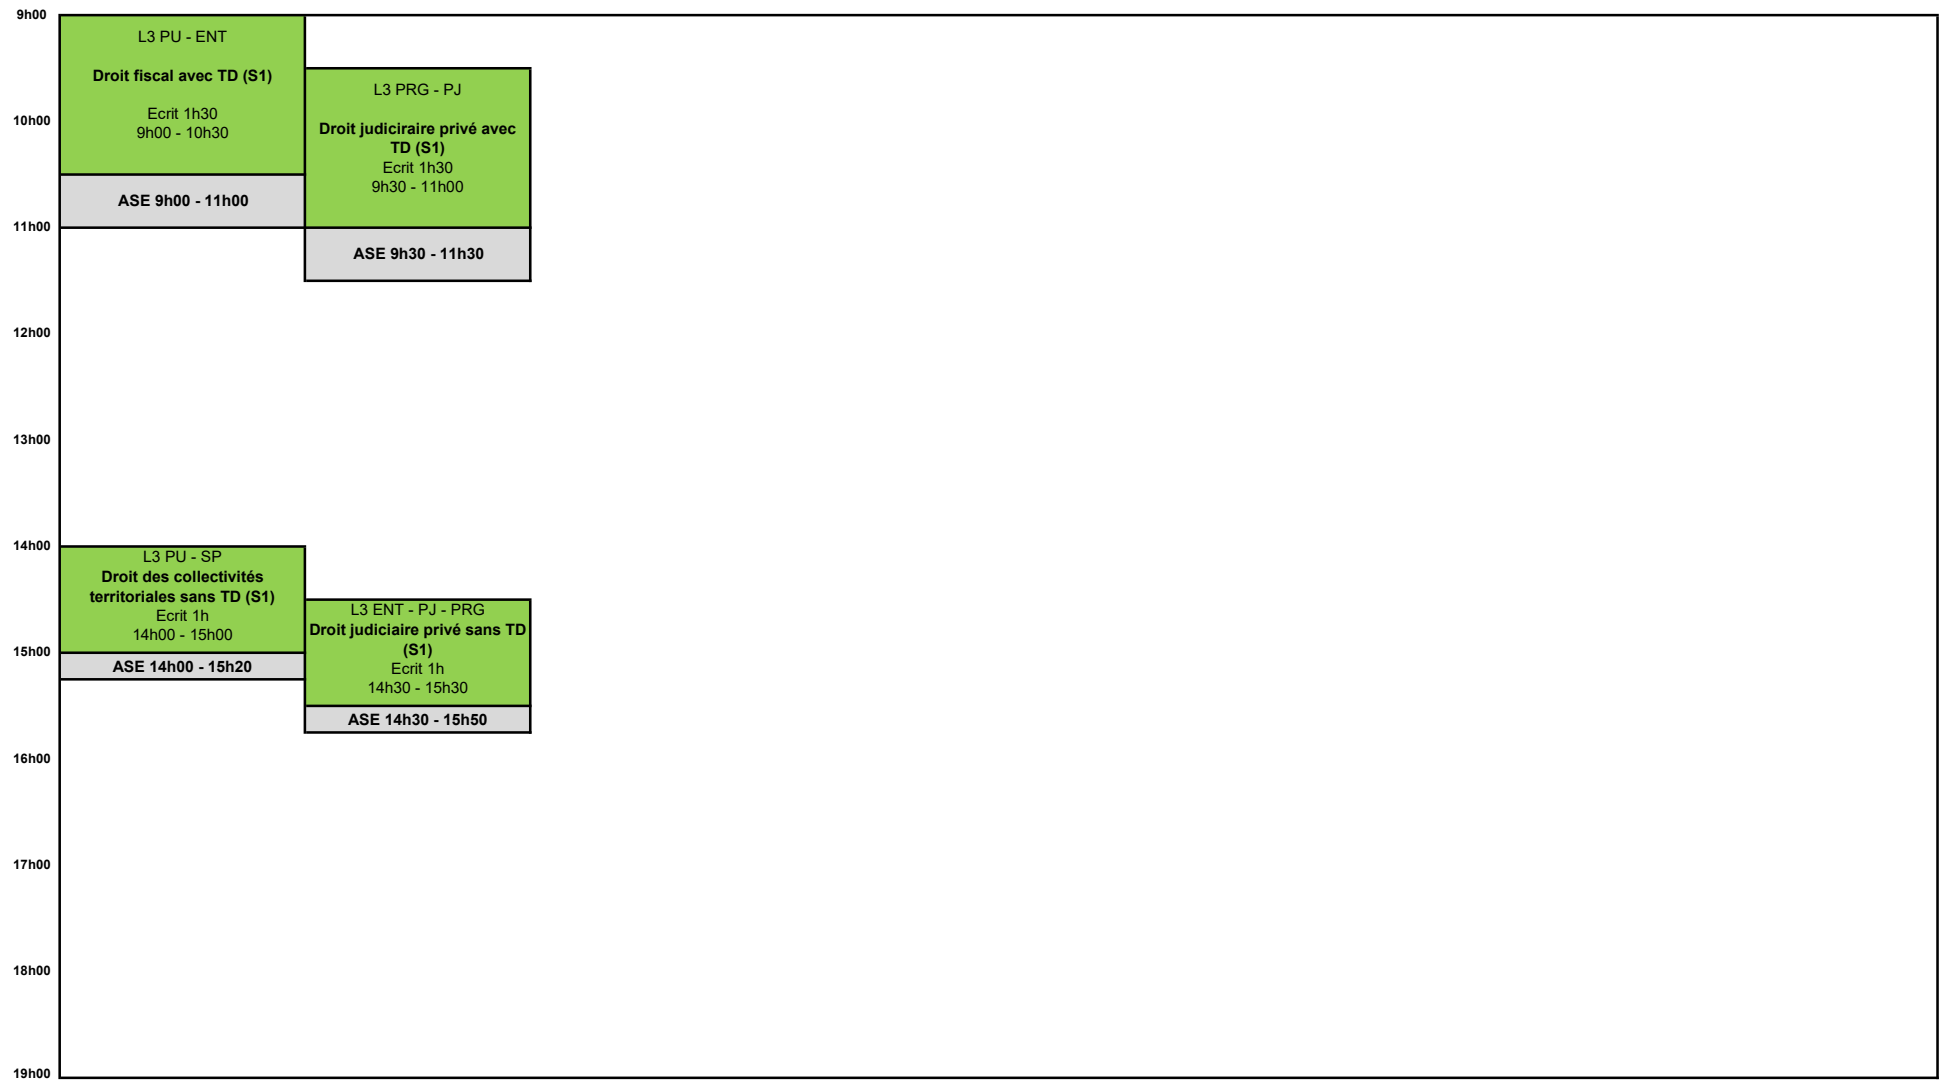 9h00
L3 PU - ENT
Droit fiscal avec TD (S1)
Ecrit 1h30
9h00 - 10h30
ASE 9h00 - 11h00
L3 PRG - PJ
Droit judiciraire privé avec
TD (S1)
Ecrit 1h30
9h30 - 11h00
ASE 9h30 - 11h30
10h00
11h00
12h00
13h00
14h00
L3 PU - SP
Droit des collectivités
territoriales sans TD (S1)
Ecrit 1h
14h00 - 15h00
ASE 14h00 - 15h20
L3 ENT - PJ - PRG
Droit judiciaire privé sans TD
(S1)
Ecrit 1h
14h30 - 15h30
ASE 14h30 - 15h50
15h00
16h00
17h00
18h00
19h00